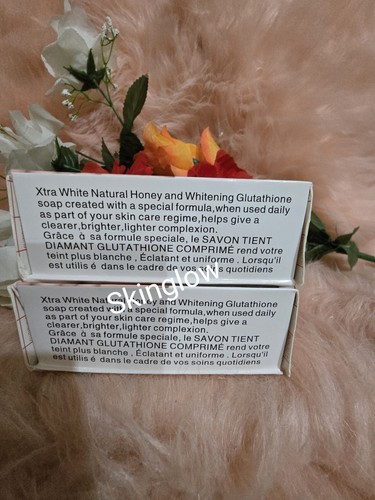 Xtra White Natural Honey and Whitening Glutathione
soap created with a special formula,when used daily
as part of your skin care regime,helps give a
clearer,brighter,lighter complexion.
Grâce à sa formule speciale, le SAVON TIENT
DIAMANT GLUTATHIONE COMPRIMÉ rend votre
teint plus blanche , Éclatant et uniforme . Lorsqu'il
est utilis é dans le cadre de vos soins quotidiens
Skinglow
Xtra White Natural Honey and Whitening Glutathione
soap created with a special formula,when used daily
as part of your skin care regime,helps give a
clearer,brighter,lighter complexion.
Grâce à sa formule speciale, le SAVON TIENT
DIAMANT GLUTATHIONE COMPRIMÉ rend votre
teint plus blanche , Éclatant et uniforme . Lorsqu'il
est utilis é dans le cadre de vos soins quotidiens